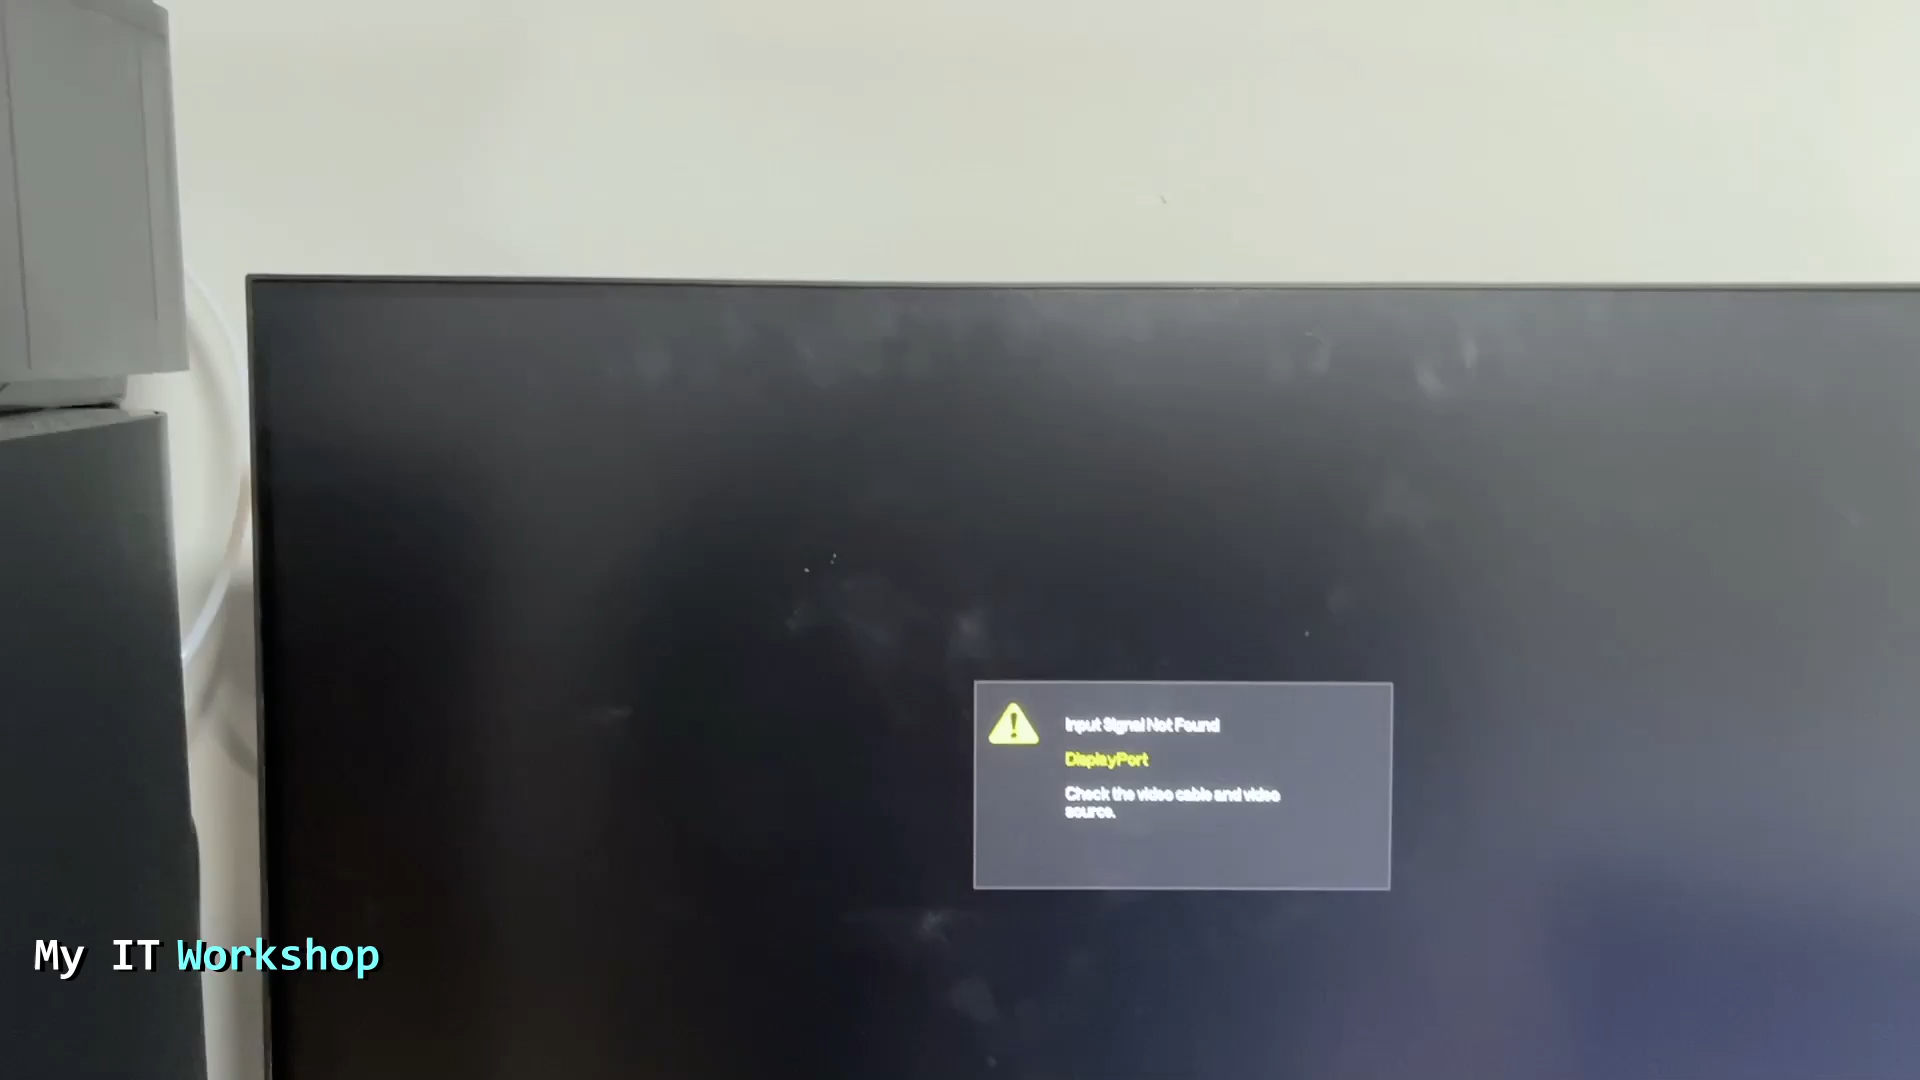 Input Signal Not Found
DisplayPort
Check the video cable and video
source.
My IT Workshop